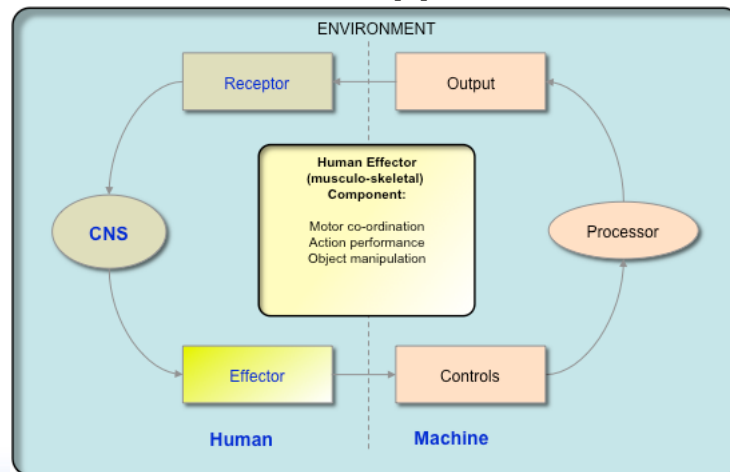 ENVIRONMENT
Receptor
Output
Human Effector
(musculo-skeletal)
Component:
Motor co-ordination
Action performance
Object manipulation
CNS
Processor
Effector
Controls
Human
Machine